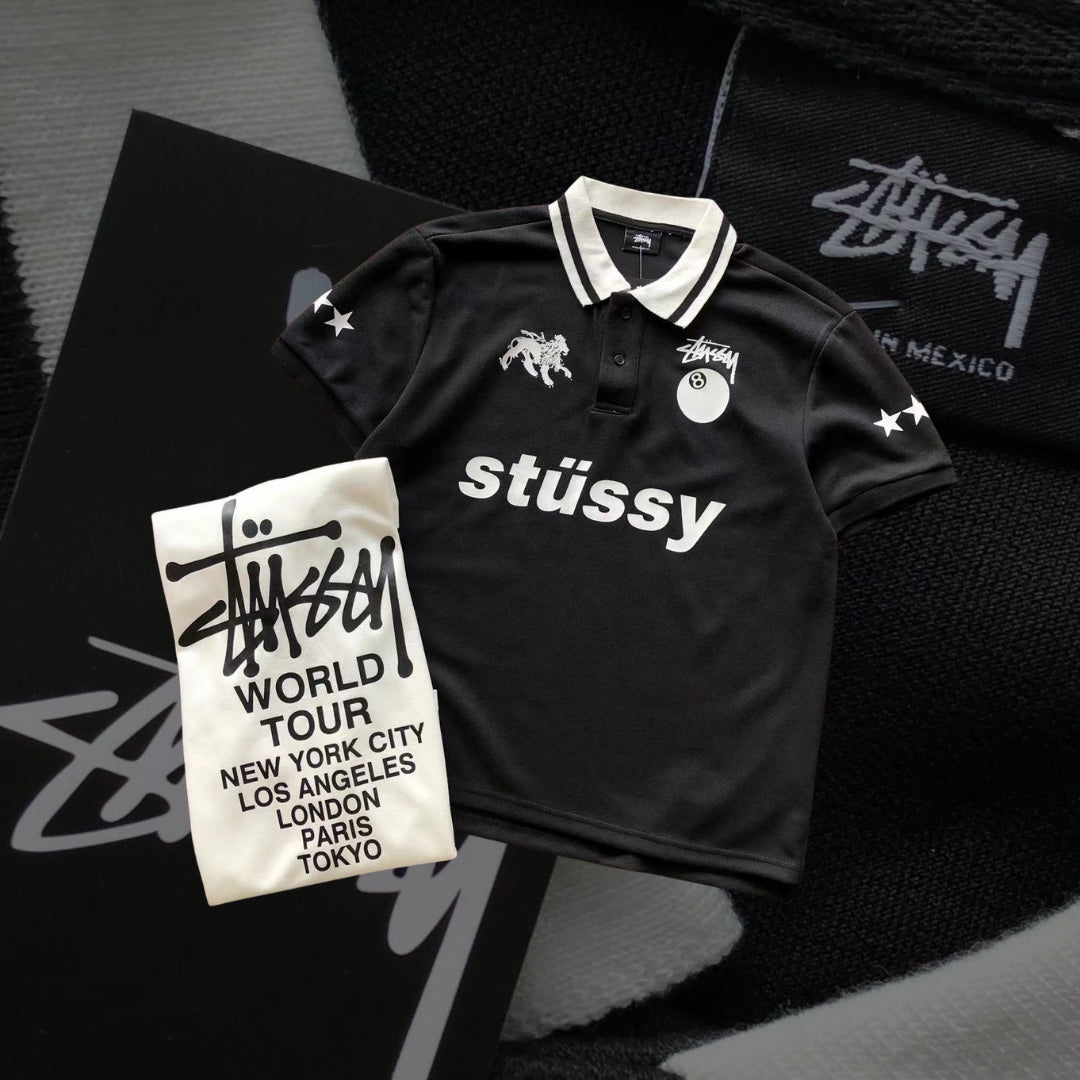 STÜSSY
IN MEXICO
STÜSSY
STÜSSY
8
stüssy
STÜSSY
WORLD
TOUR
NEW YORK CITY
LOS ANGELES
LONDON
PARIS
TOKYO